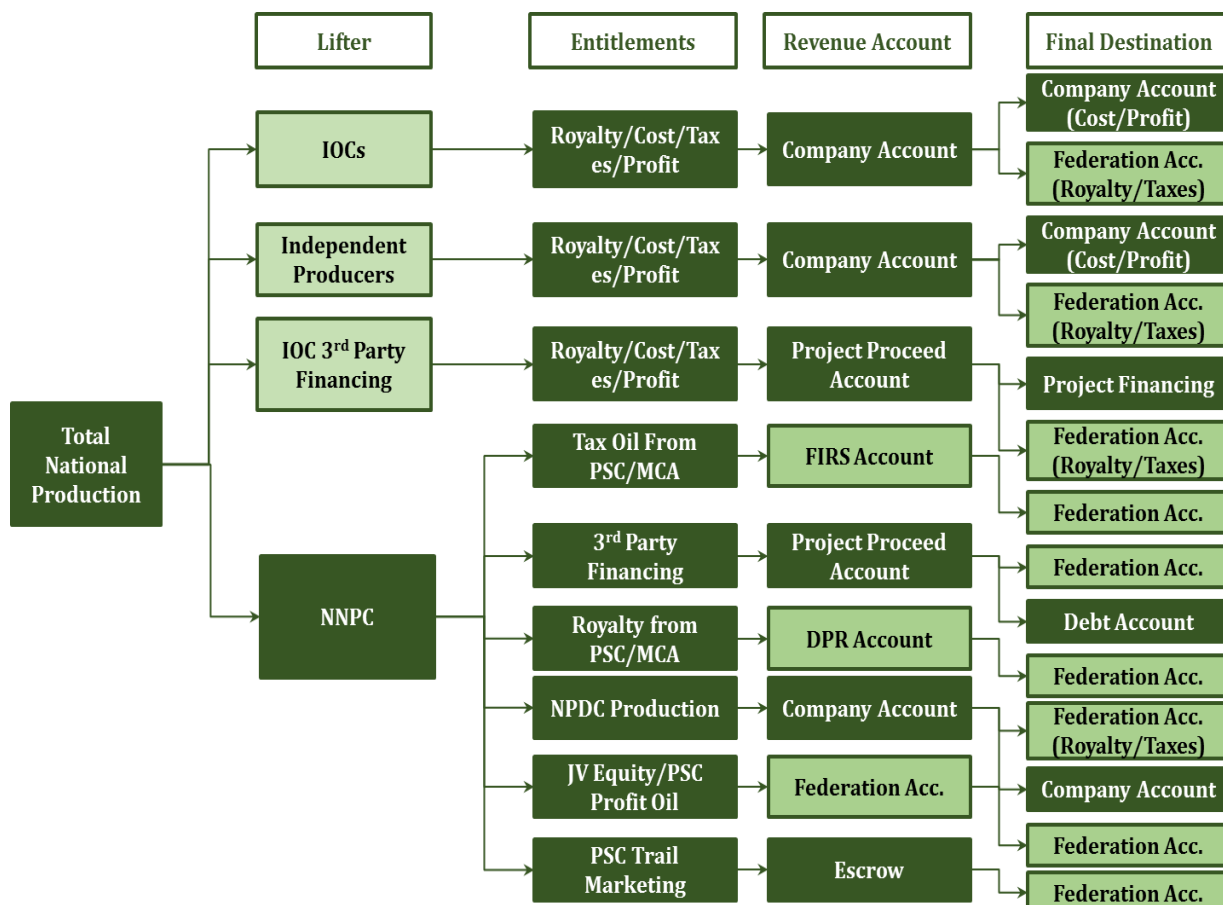 Lifter
Entitlements
Revenue Account
Final Destination
Total
National
Production
IOCs
Royalty/Cost/Tax
es/Profit
Company Account
Company Account
(Cost/Profit)
Federation Acc.
(Royalty/Taxes)
Independent
Producers
Royalty/Cost/Tax
es/Profit
Company Account
Company Account
(Cost/Profit)
Federation Acc.
(Royalty/Taxes)
IOC 3rd Party
Financing
Royalty/Cost/Tax
es/Profit
Project Proceed
Account
Project Financing
Federation Acc.
(Royalty/Taxes)
NNPC
Tax Oil From
PSC/MCA
FIRS Account
Federation Acc.
3rd Party
Financing
Project Proceed
Account
Federation Acc.
Debt Account
Royalty from
PSC/MCA
DPR Account
Federation Acc.
NPDC Production
Company Account
Federation Acc.
(Royalty/Taxes)
Company Account
JV Equity/PSC
Profit Oil
Federation Acc.
Federation Acc.
PSC Trail
Marketing
Escrow
Federation Acc.